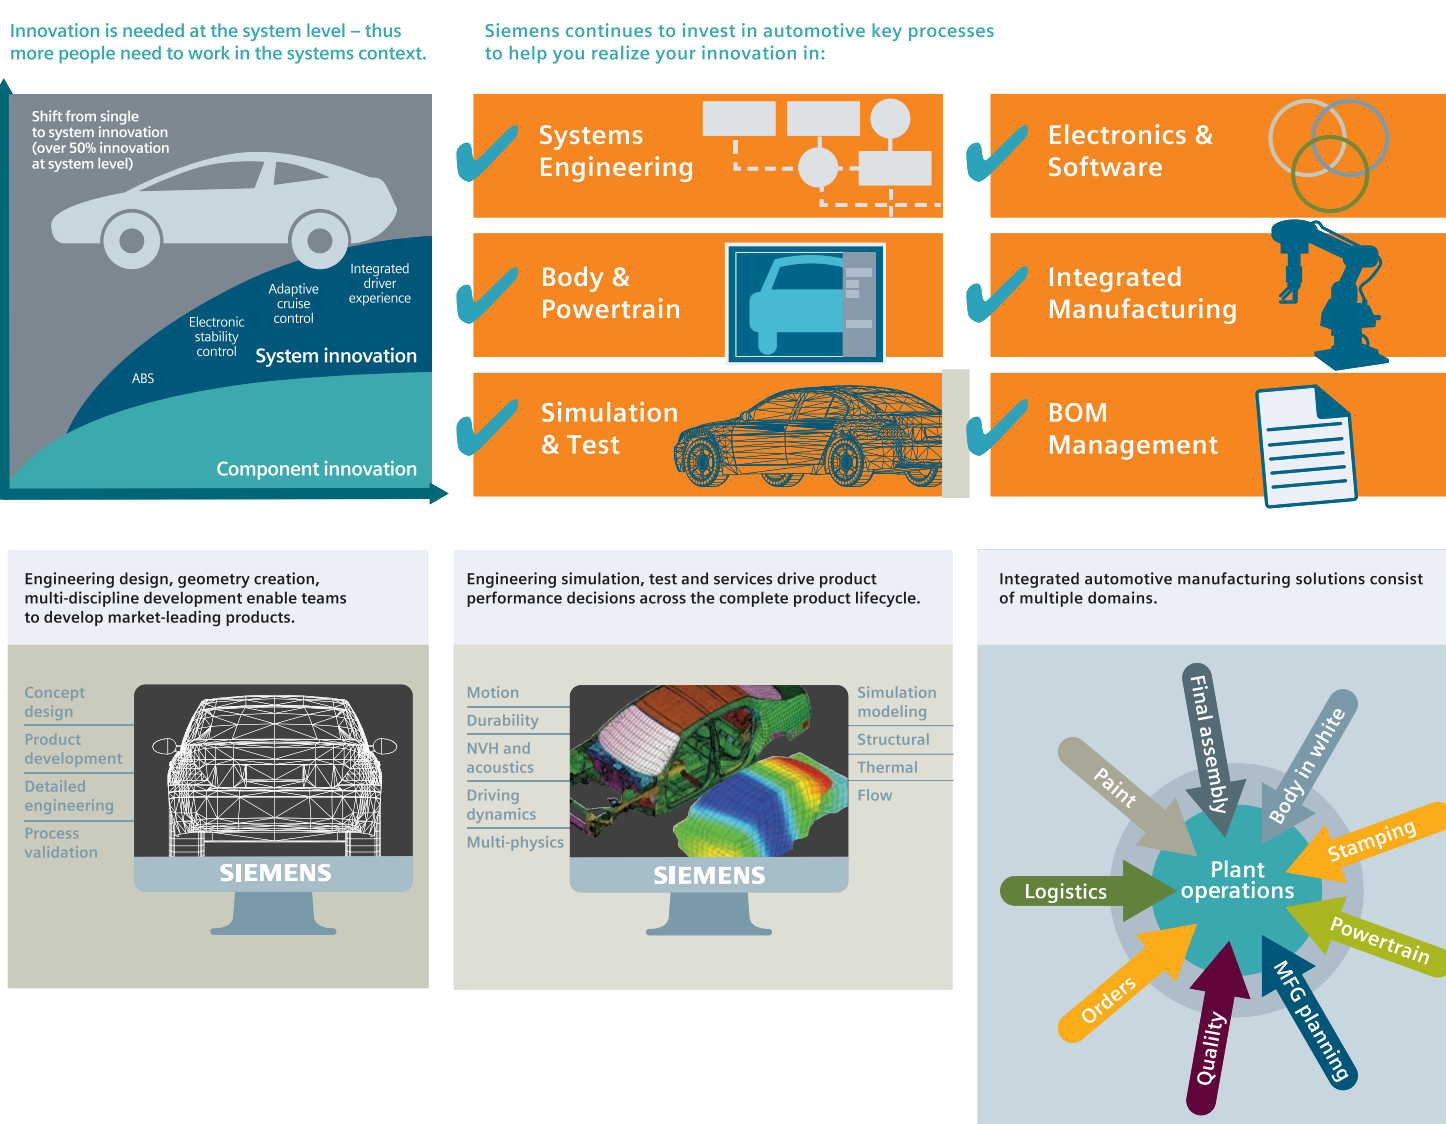 Innovation is needed at the system level – thus
more people need to work in the systems context.
Shift from single
to system innovation
(over 50% innovation
at system level)
Integrated
driver
experience
Adaptive
cruise
control
Electronic
stability
control
ABS
System innovation
Component innovation
Siemens continues to invest in automotive key processes
to help you realize your innovation in:
Systems
Engineering
Electronics &
Software
Body &
Powertrain
Integrated
Manufacturing
Simulation
& Test
BOM
Management
Engineering design, geometry creation,
multi-discipline development enable teams
to develop market-leading products.
Concept
design
Product
development
Detailed
engineering
Process
validation
SIEMENS
Engineering simulation, test and services drive product
performance decisions across the complete product lifecycle.
Motion
Durability
NVH and
acoustics
Driving
dynamics
Multi-physics
SIEMENS
Simulation
modeling
Structural
Thermal
Flow
Integrated automotive manufacturing solutions consist
of multiple domains.
Final assembly
Body in white
Stamping
Powertrain
MFG planning
Qualilty
Orders
Logistics
Paint
Plant
operations